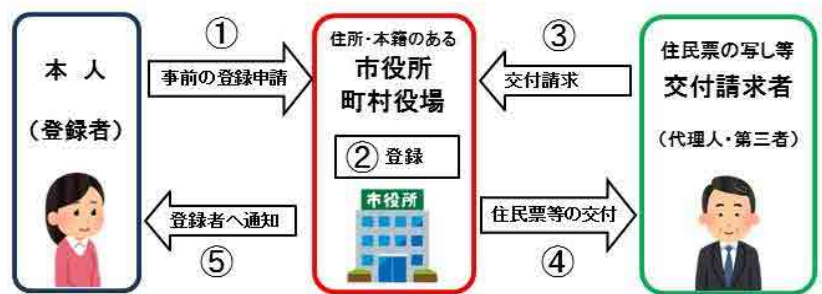 本 人
(登録者)
①
事前の登録申請
登録者へ通知
⑤
住所・本籍のある
市役所
町村役場
② 登録
市役所
③
交付請求
住民票等の交付
④
住民票の写し等
交付請求者
(代理人・第三者)